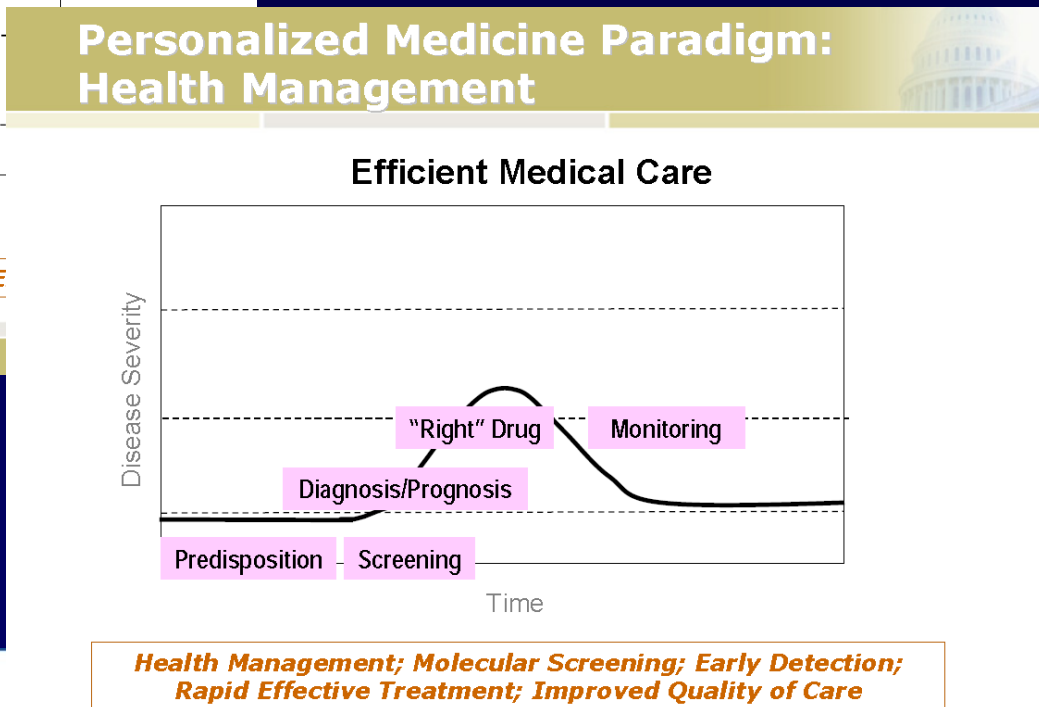 Personalized Medicine Paradigm:
Health Management
Efficient Medical Care
Disease Severity
"Right" Drug
Monitoring
Diagnosis/Prognosis
Predisposition
Screening
Time
Health Management; Molecular Screening; Early Detection;
Rapid Effective Treatment; Improved Quality of Care